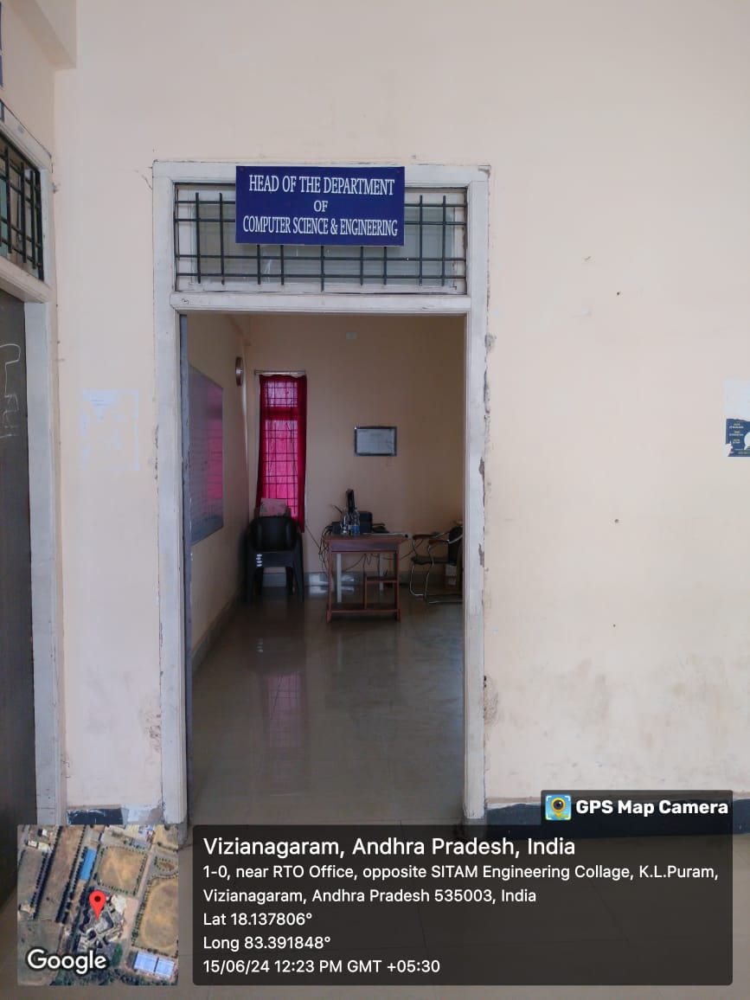 HEAD OF THE DEPARTMENT
OF
COMPUTER SCIENCE & ENGINEERING
GPS Map Camera
Vizianagaram, Andhra Pradesh, India
1-0, near RTO Office, opposite SITAM Engineering Collage, K.L.Puram,
Vizianagaram, Andhra Pradesh 535003, India
Lat 18.137806°
Long 83.391848°
15/06/24 12:23 PM GMT +05:30
Google